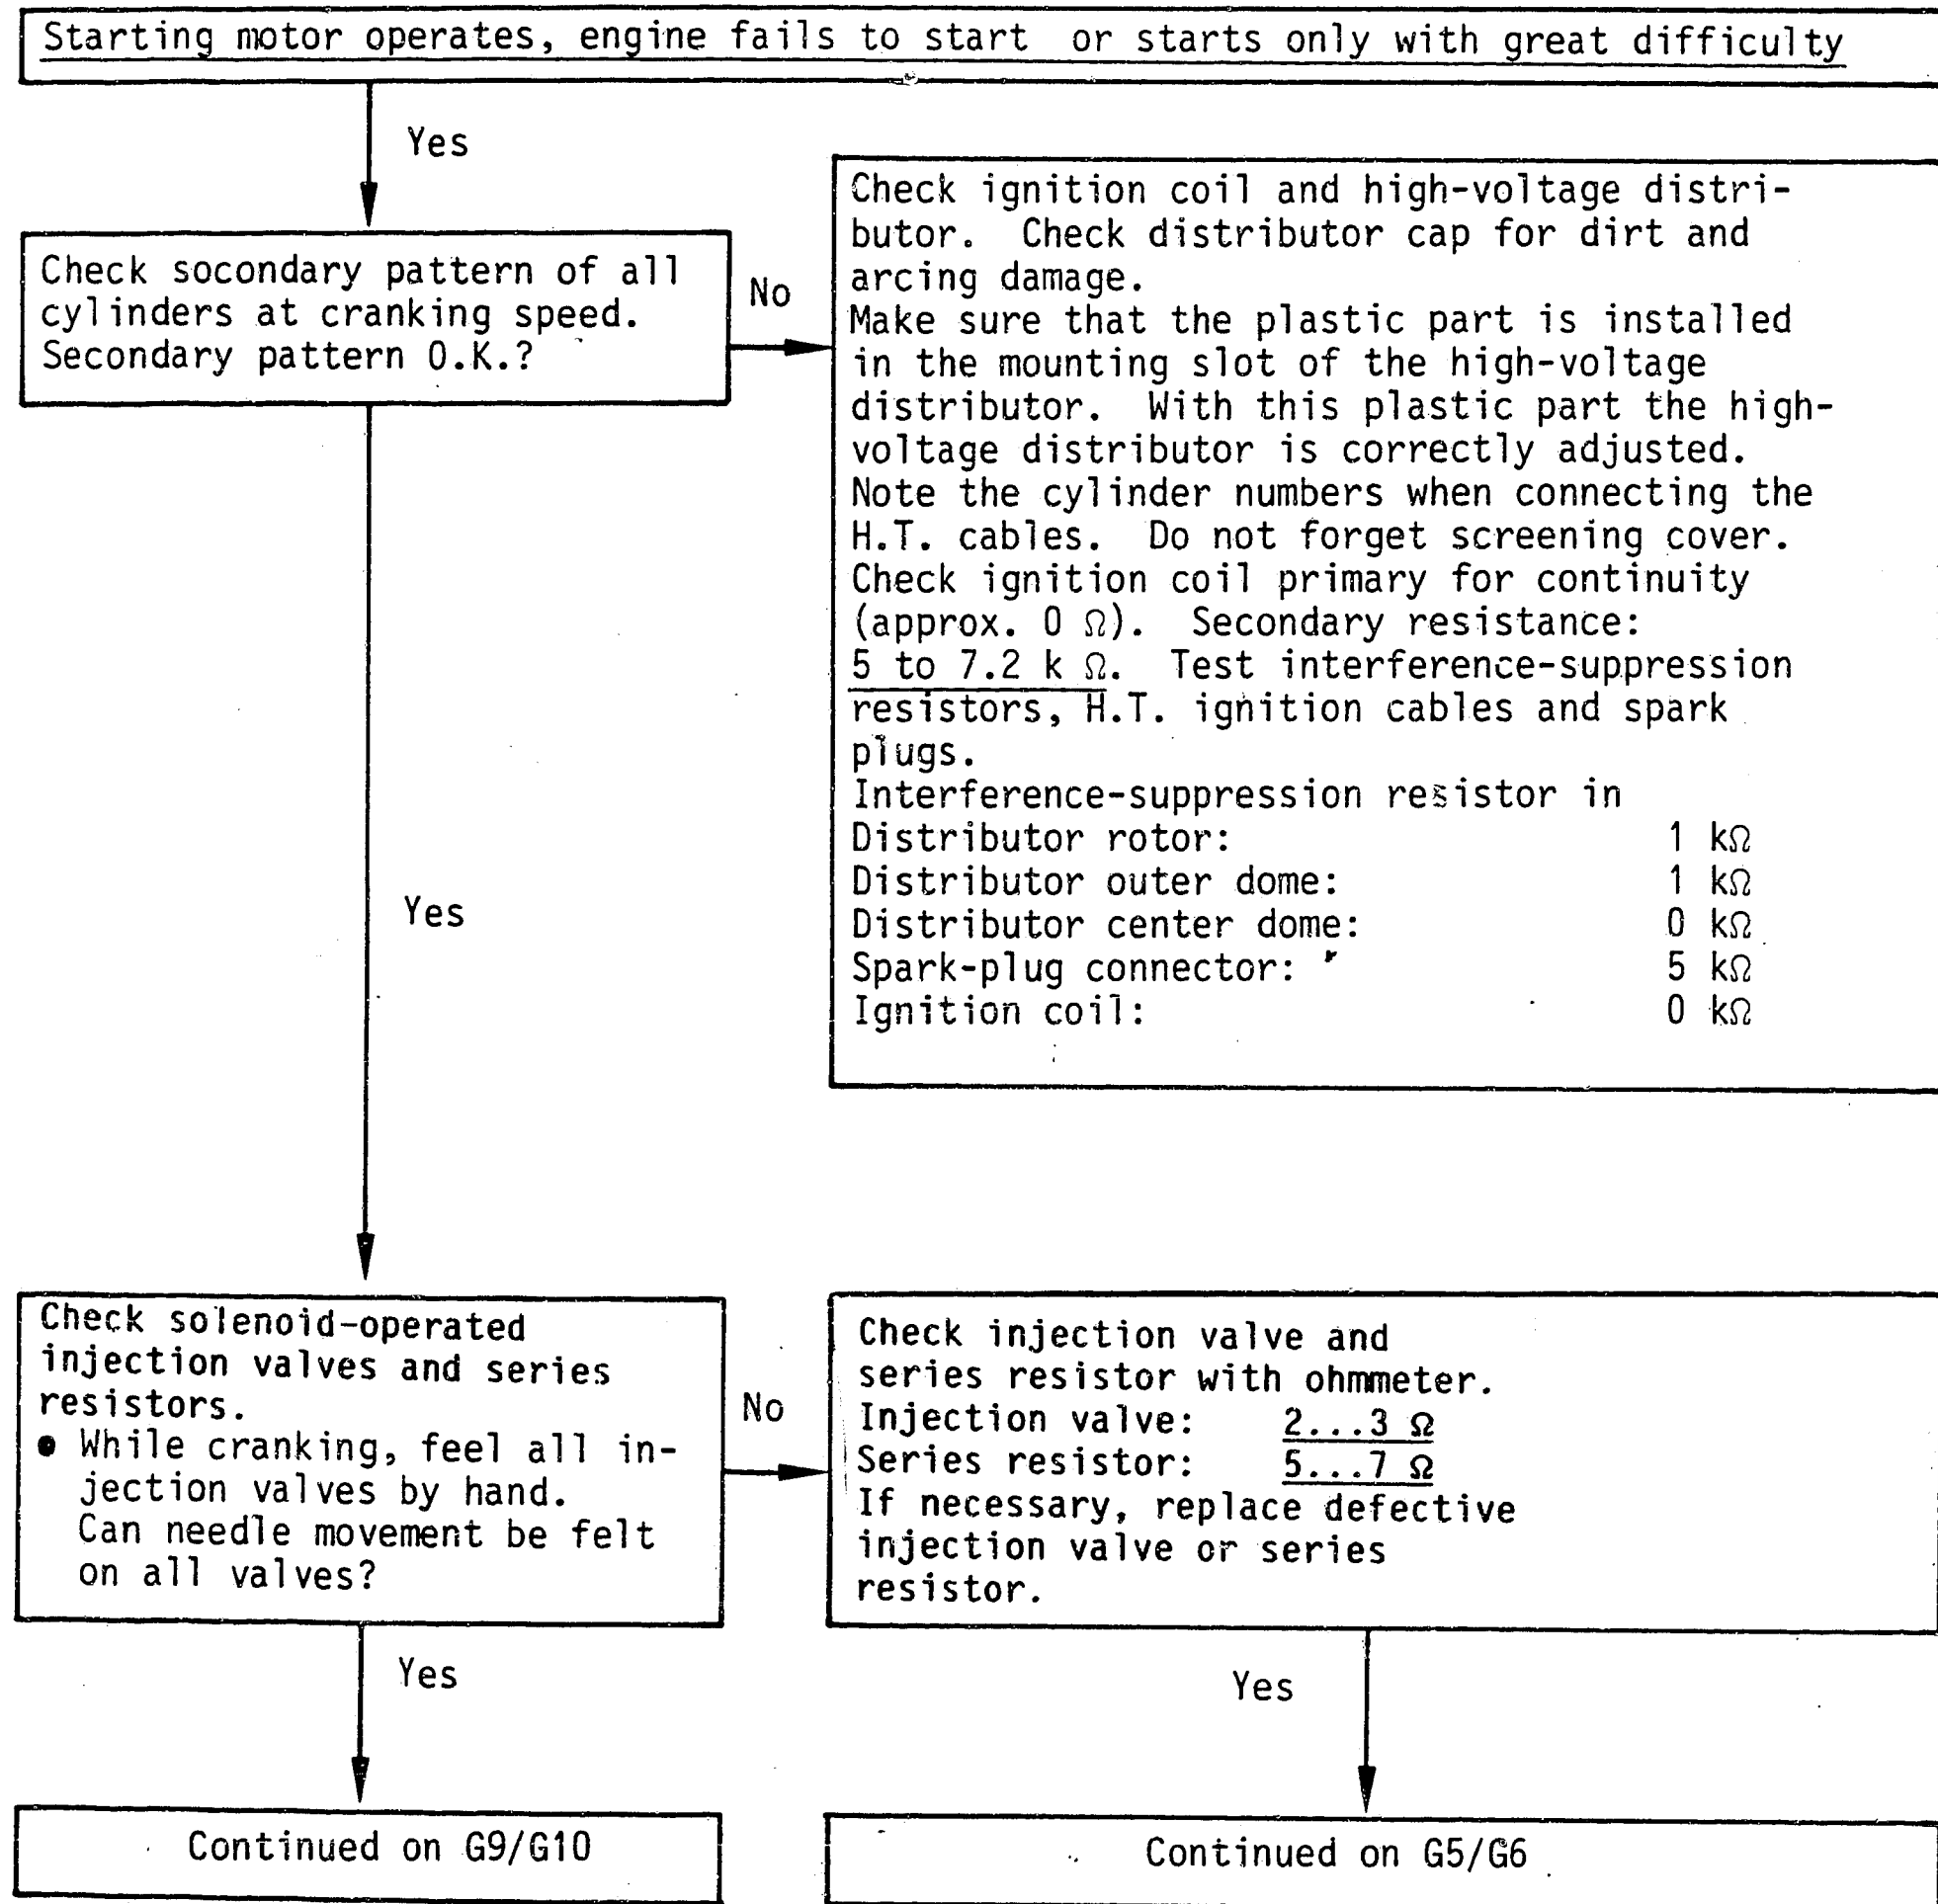 Starting motor operates, engine fails to start or starts only with great difficulty
Yes
Check socondary pattern of all
cylinders at cranking speed.
Secondary pattern O.K.?
No
Check ignition coil and high-voltage distri-
butor. Check distributor cap for dirt and
arcing damage.
Make sure that the plastic part is installed
in the mounting slot of the high-voltage
distributor. With this plastic part the high-
voltage distributor is correctly adjusted.
Note the cylinder numbers when connecting the
H.T. cables. Do not forget screening cover.
Check ignition coil primary for continuity
(approx. 0 Ω). Secondary resistance:
5 to 7.2 k Ω. Test interference-suppression
resistors, H.T. ignition cables and spark
plugs.
Interference-suppression resistor in
Distributor rotor: 1 kΩ
Distributor outer dome: 1 kΩ
Distributor center dome: 0 kΩ
Spark-plug connector: 5 kΩ
Ignition coil: 0 kΩ
Yes
Check solenoid-operated
injection valves and series
resistors.
● While cranking, feel all in-
jection valves by hand.
Can needle movement be felt
on all valves?
No
Check injection valve and
series resistor with ohmmeter.
Injection valve: 2...3 Ω
Series resistor: 5...7 Ω
If necessary, replace defective
injection valve or series
resistor.
Yes
Yes
Continued on G9/G10
Continued on G5/G6